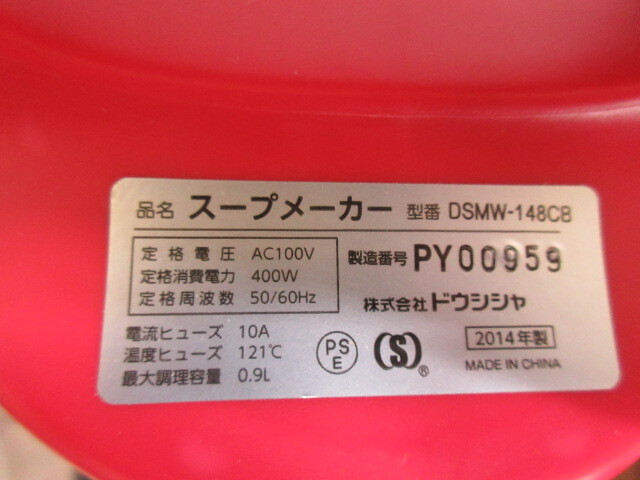 品名 スープメーカー 型番 DSMW-148CB
定格電圧 AC100V
定格消費電力 400W
定格周波数 50/60Hz
製造番号 PY00959
株式会社ドウシシャ
電流ヒューズ 10A
温度ヒューズ 121℃
最大調理容量 0.9L
PS
E
(S)®
2014年製
MADE IN CHINA